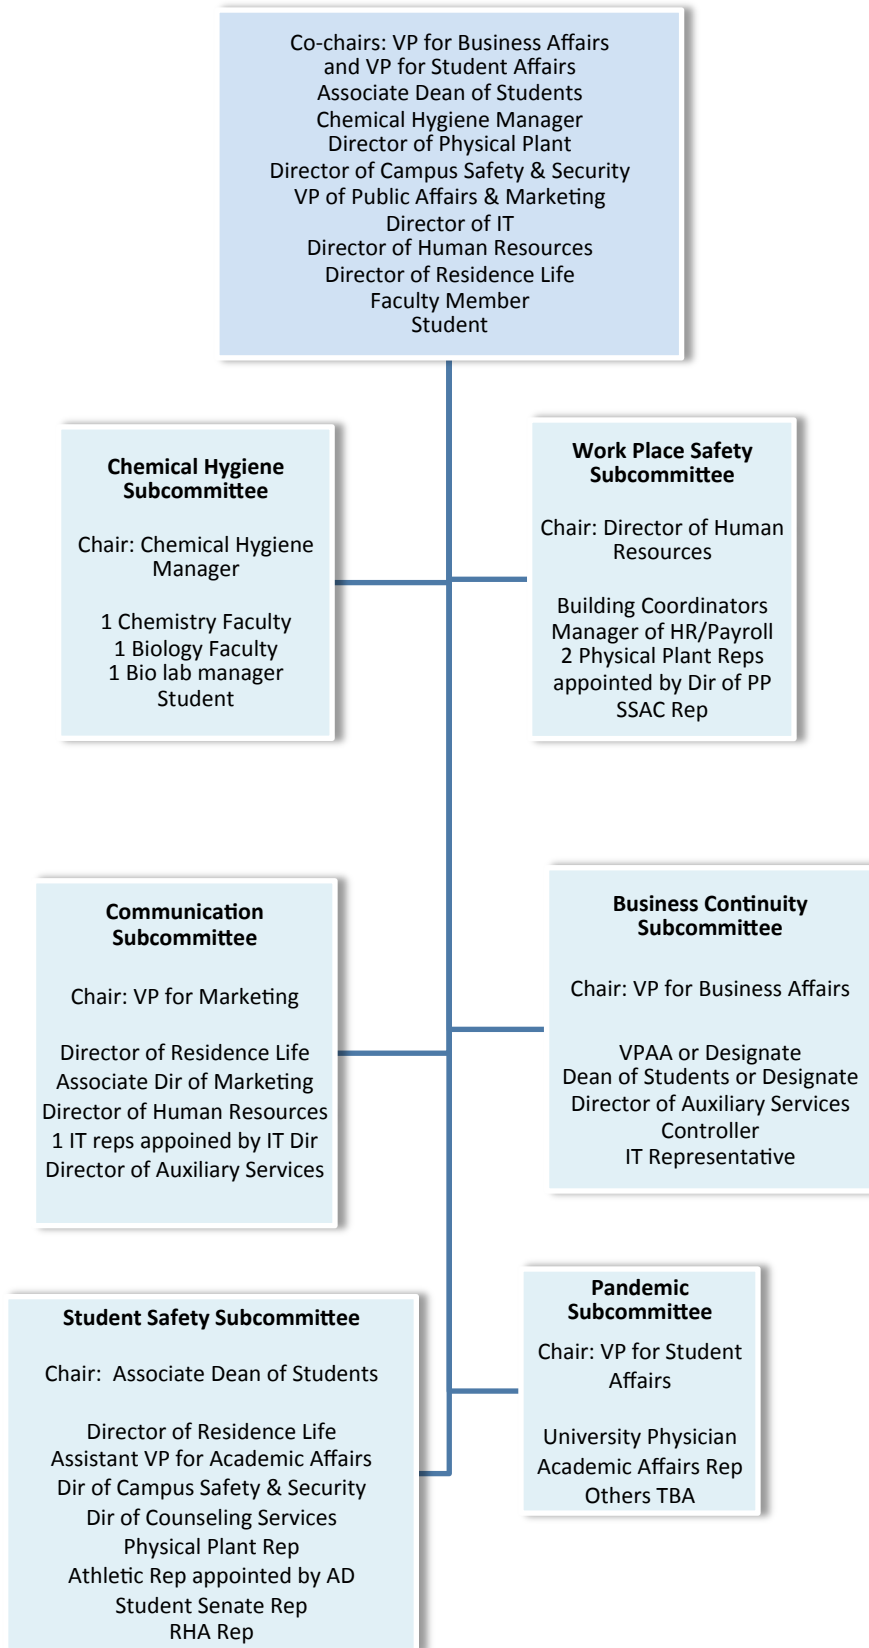 Co-chairs: VP for Business Affairs
and VP for Student Affairs
Associate Dean of Students
Chemical Hygiene Manager
Director of Physical Plant
Director of Campus Safety & Security
VP of Public Affairs & Marketing
Director of IT
Director of Human Resources
Director of Residence Life
Faculty Member
Student
Chemical Hygiene
Subcommittee
Chair: Chemical Hygiene
Manager
1 Chemistry Faculty
1 Biology Faculty
1 Bio lab manager
Student
Work Place Safety
Subcommittee
Chair: Director of Human
Resources
Building Coordinators
Manager of HR/Payroll
2 Physical Plant Reps
appointed by Dir of PP
SSAC Rep
Communication
Subcommittee
Chair: VP for Marketing
Director of Residence Life
Associate Dir of Marketing
Director of Human Resources
1 IT reps appoined by IT Dir
Director of Auxiliary Services
Business Continuity
Subcommittee
Chair: VP for Business Affairs
VPAA or Designate
Dean of Students or Designate
Director of Auxiliary Services
Controller
IT Representative
Student Safety Subcommittee
Chair:  Associate Dean of Students
Director of Residence Life
Assistant VP for Academic Affairs
Dir of Campus Safety & Security
Dir of Counseling Services
Physical Plant Rep
Athletic Rep appointed by AD
Student Senate Rep
RHA Rep
Pandemic
Subcommittee
Chair: VP for Student
Affairs
University Physician
Academic Affairs Rep
Others TBA